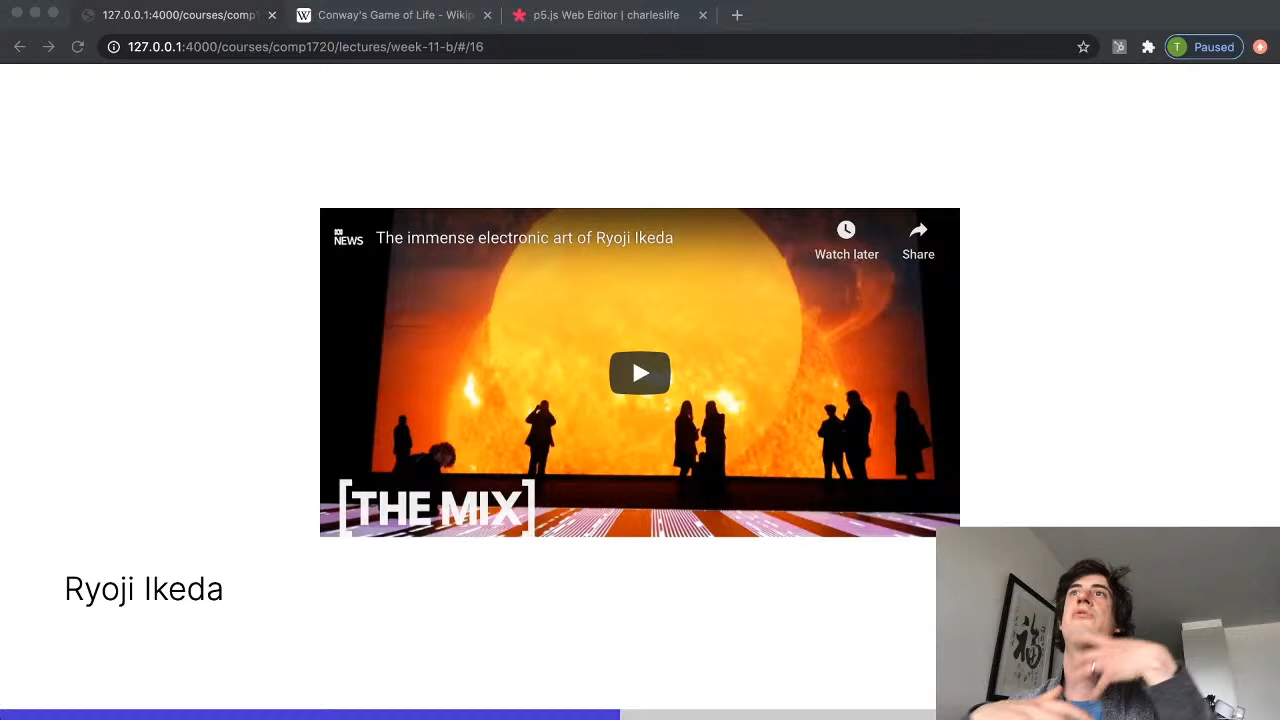 127.0.0.1:4000/courses/comp
Conway's Game of Life - Wikip
p5.js Web Editor | charleslife
127.0.0.1:4000/courses/comp1720/lectures/week-11-b/#/16
T
Paused
NEWS
The immense electronic art of Ryoji Ikeda
Watch later
Share
[THE MIX]
Ryoji Ikeda
福